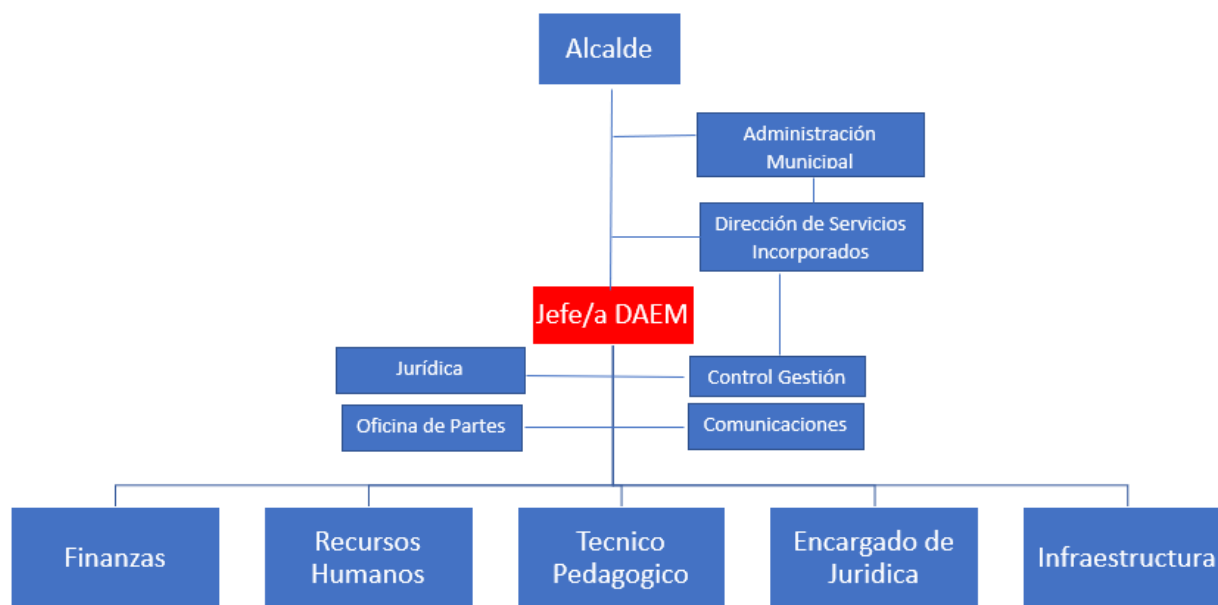 Alcalde
Administración
Municipal
Dirección de Servicios
Incorporados
Jefe/a DAEM
Jurídica
Control Gestión
Oficina de Partes
Comunicaciones
Finanzas
Recursos
Humanos
Tecnico
Pedagogico
Encargado de
Juridica
Infraestructura